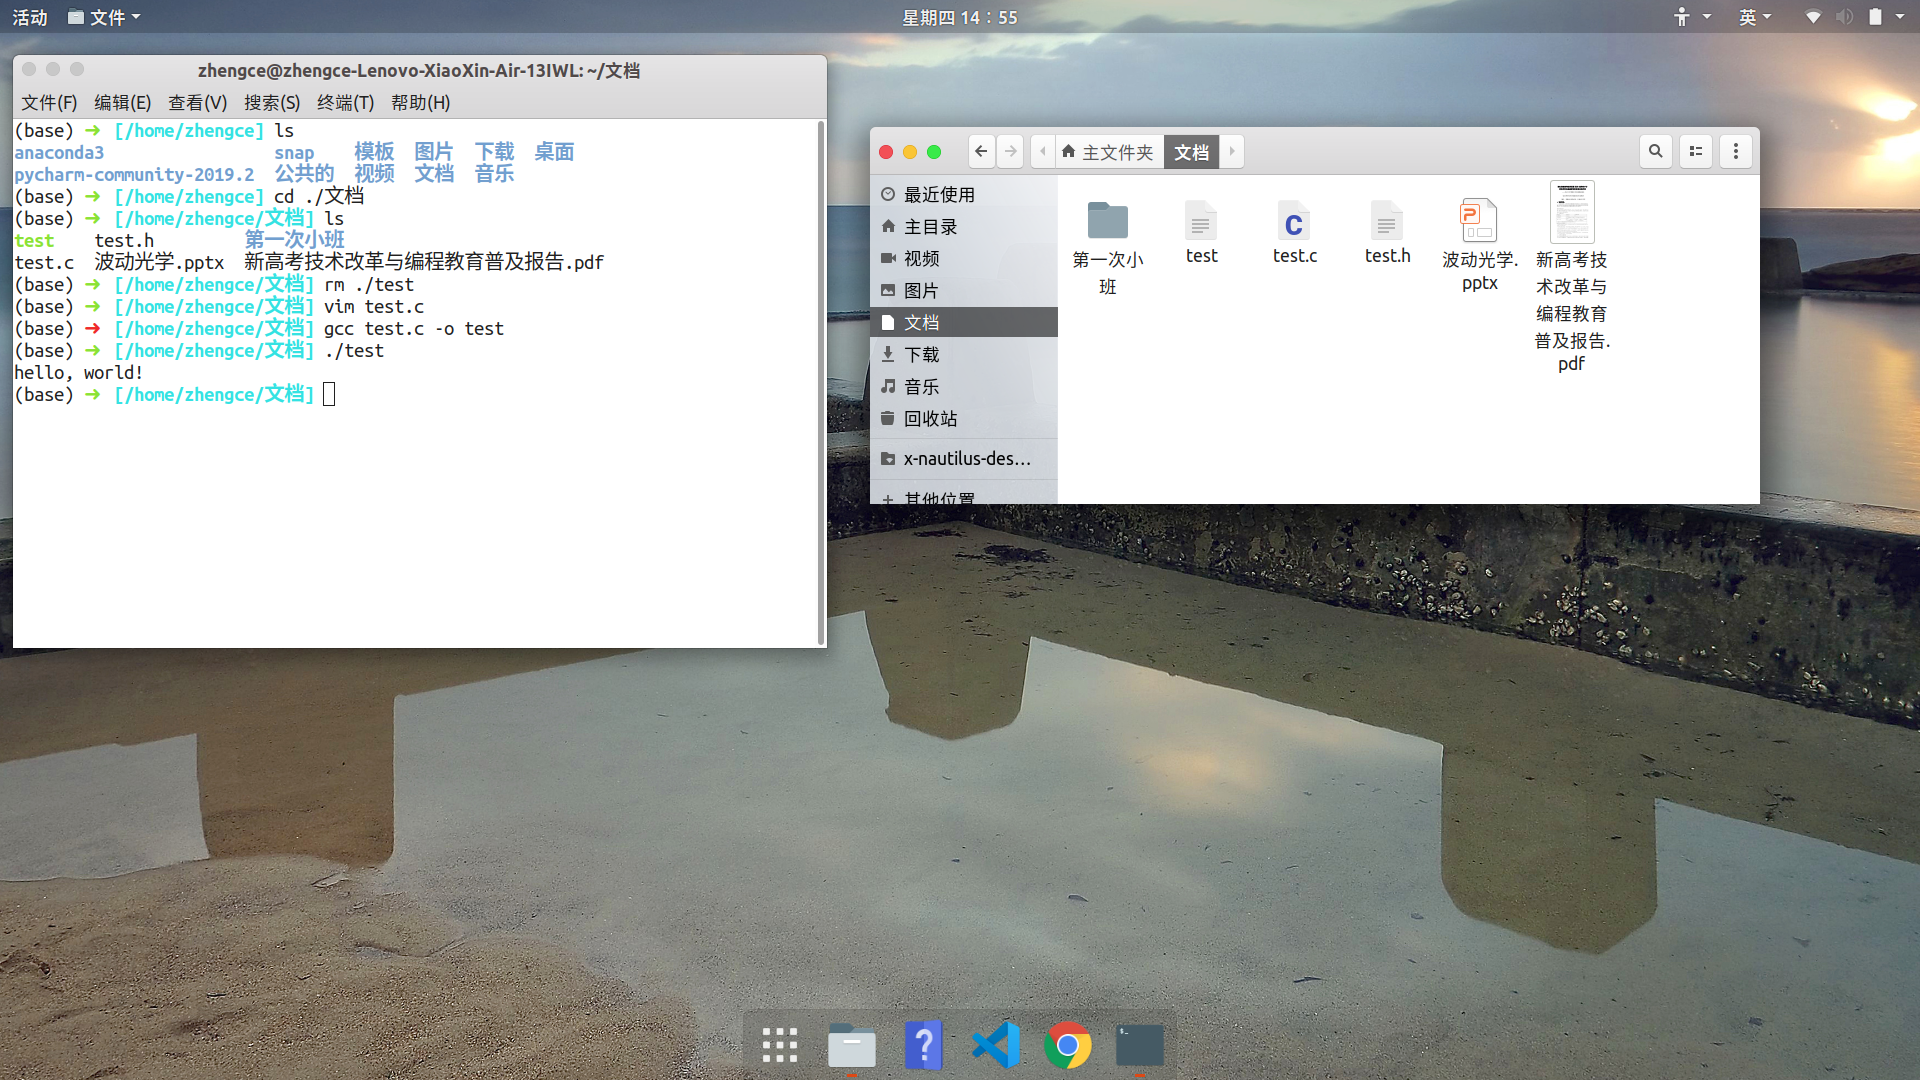 活动 文件
星期四 14：55
英
zhengce@zhengce-Lenovo-XiaoXin-Air-13IWL: ~/文档
文件(F) 编辑(E) 查看(V) 搜索(S) 终端(T) 帮助(H)
(base) ➜ [/home/zhengce] ls
anaconda3 snap 模板 图片 下载 桌面
pycharm-community-2019.2 公共的 视频 文档 音乐
(base) ➜ [/home/zhengce] cd ./文档
(base) ➜ [/home/zhengce/文档] ls
test test.h 第一次小班
test.c 波动光学.pptx 新高考技术改革与编程教育普及报告.pdf
(base) ➜ [/home/zhengce/文档] rm ./test
(base) ➜ [/home/zhengce/文档] vim test.c
(base) ➜ [/home/zhengce/文档] gcc test.c -o test
(base) ➜ [/home/zhengce/文档] ./test
hello, world!
(base) ➜ [/home/zhengce/文档]
主文件夹 文档
最近使用
主目录
视频
图片
文档
下载
音乐
回收站
x-nautilus-des…
其他位置
第一次小
班
test
test.c
test.h
波动光学.
pptx
新高考技
术改革与
编程教育
普及报告.
pdf